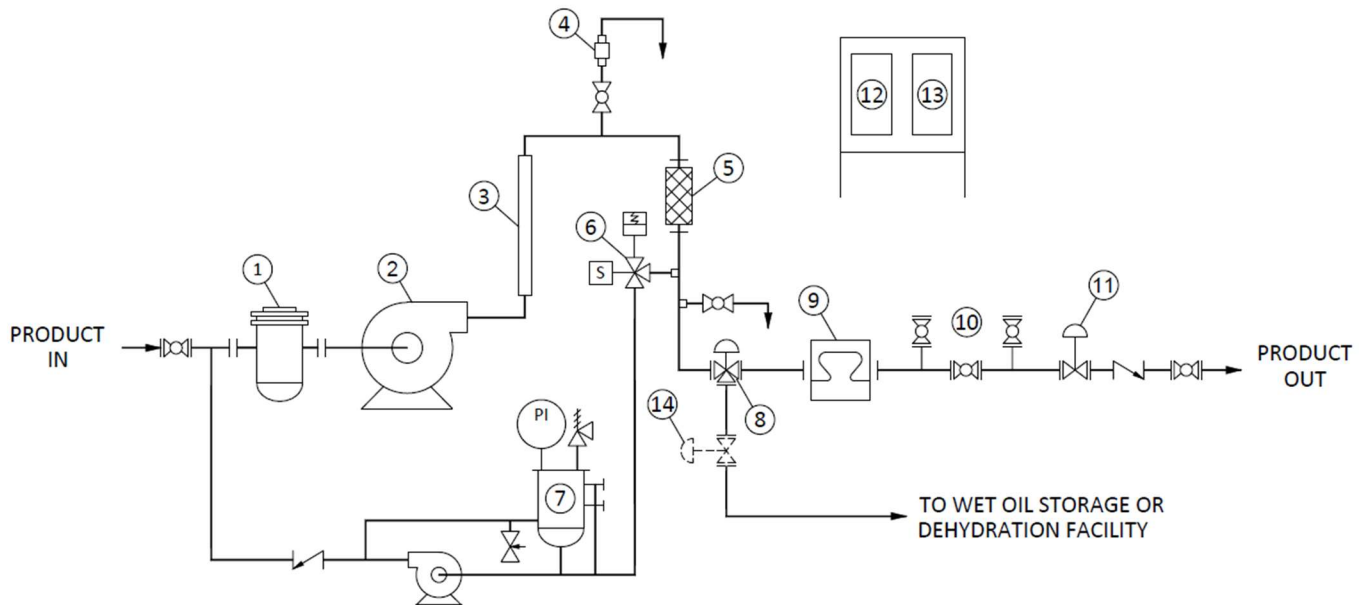 4
12
13
5
3
6
1
2
S
9
11
10
PRODUCT
IN
PRODUCT
OUT
PI
14
8
7
TO WET OIL STORAGE OR
DEHYDRATION FACILITY